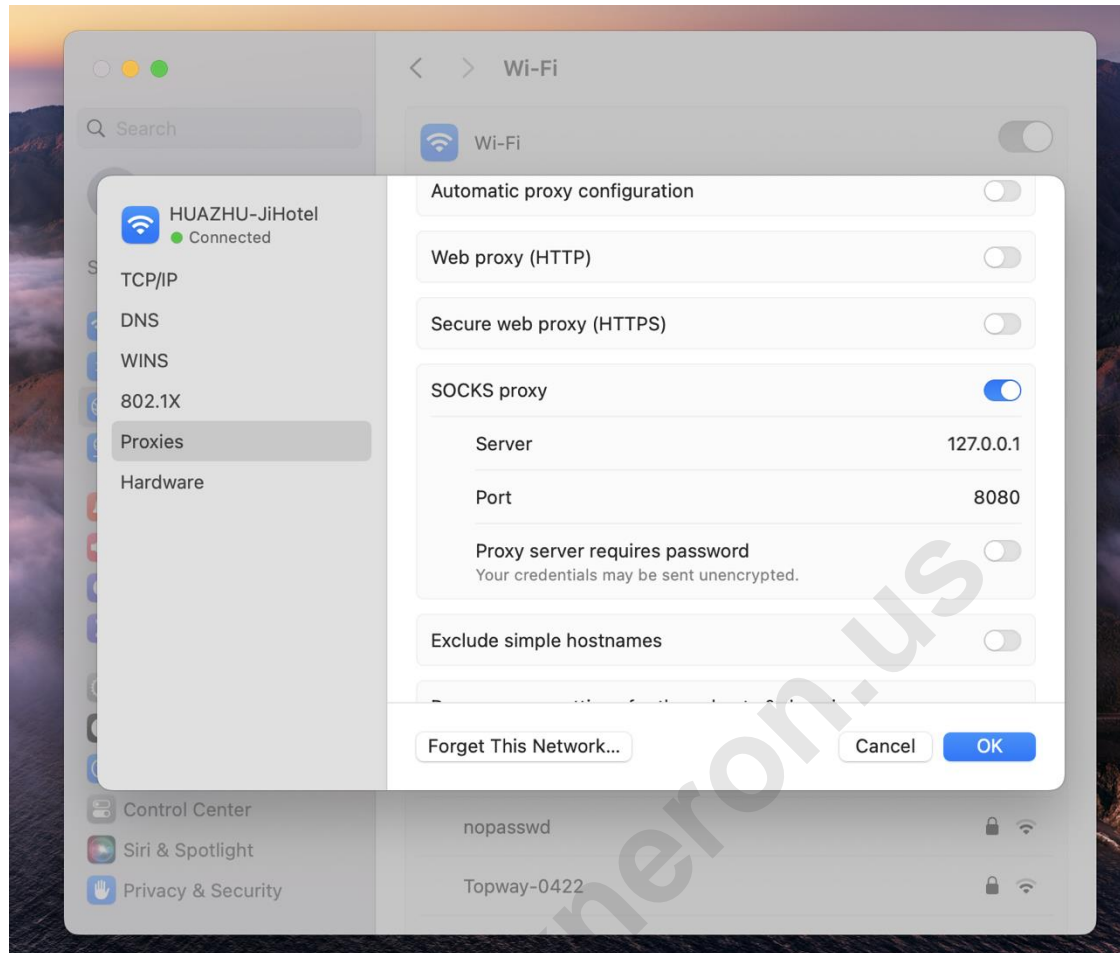 Wi-Fi
Search
Wi-Fi
HUAZHU-JiHotel
Connected
TCP/IP
DNS
WINS
802.1X
Proxies
Hardware
Automatic proxy configuration
Web proxy (HTTP)
Secure web proxy (HTTPS)
SOCKS proxy
Server 127.0.0.1
Port 8080
Proxy server requires password
Your credentials may be sent unencrypted.
Exclude simple hostnames
Forget This Network...
Cancel
OK
Control Center
Siri & Spotlight
Privacy & Security
nopasswd
Topway-0422
neron.us